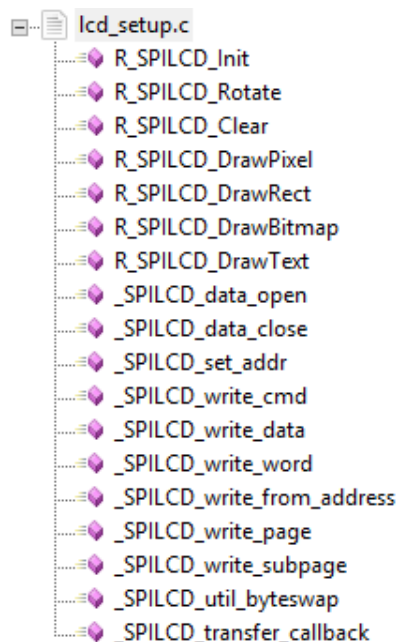 lcd_setup.c
R_SPILCD_Init
R_SPILCD_Rotate
R_SPILCD_Clear
R_SPILCD_DrawPixel
R_SPILCD_DrawRect
R_SPILCD_DrawBitmap
R_SPILCD_DrawText
_SPILCD_data_open
_SPILCD_data_close
_SPILCD_set_addr
_SPILCD_write_cmd
_SPILCD_write_data
_SPILCD_write_word
_SPILCD_write_from_address
_SPILCD_write_page
_SPILCD_write_subpage
_SPILCD_util_byteswap
_SPILCD_transfer_callback